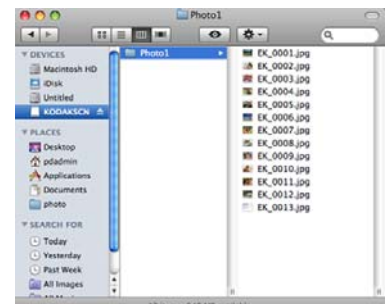 Photo1
DEVICES
Macintosh HD
iDisk
Untitled
KODAKSCN
PLACES
Desktop
pdadmin
Applications
Documents
photo
SEARCH FOR
Today
Yesterday
Past Week
All Images
Photo1
EK_0001.jpg
EK_0002.jpg
EK_0003.jpg
EK_0004.jpg
EK_0005.jpg
EK_0006.jpg
EK_0007.jpg
EK_0008.jpg
EK_0009.jpg
EK_0010.jpg
EK_0011.jpg
EK_0012.jpg
EK_0013.jpg